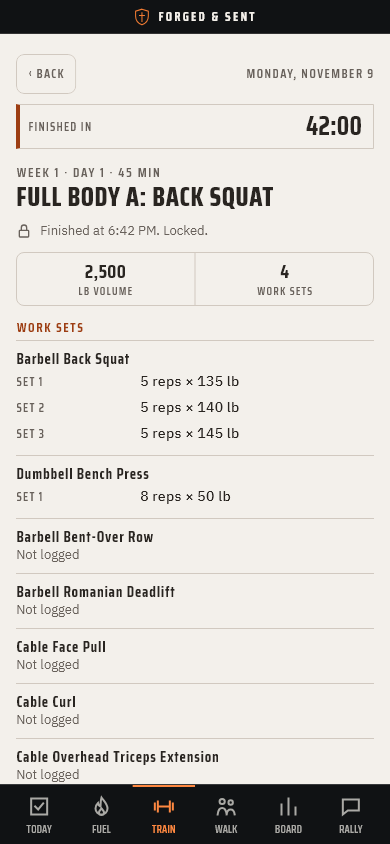 FORGED & SENT
‹ BACK
MONDAY, NOVEMBER 9
FINISHED IN
42:00
WEEK 1 · DAY 1 · 45 MIN
FULL BODY A: BACK SQUAT
Finished at 6:42 PM. Locked.
2,500
LB VOLUME
4
WORK SETS
WORK SETS
Barbell Back Squat
SET 1 5 reps × 135 lb
SET 2 5 reps × 140 lb
SET 3 5 reps × 145 lb
Dumbbell Bench Press
SET 1 8 reps × 50 lb
Barbell Bent-Over Row
Not logged
Barbell Romanian Deadlift
Not logged
Cable Face Pull
Not logged
Cable Curl
Not logged
Cable Overhead Triceps Extension
Not logged
TODAY FUEL TRAIN WALK BOARD RALLY